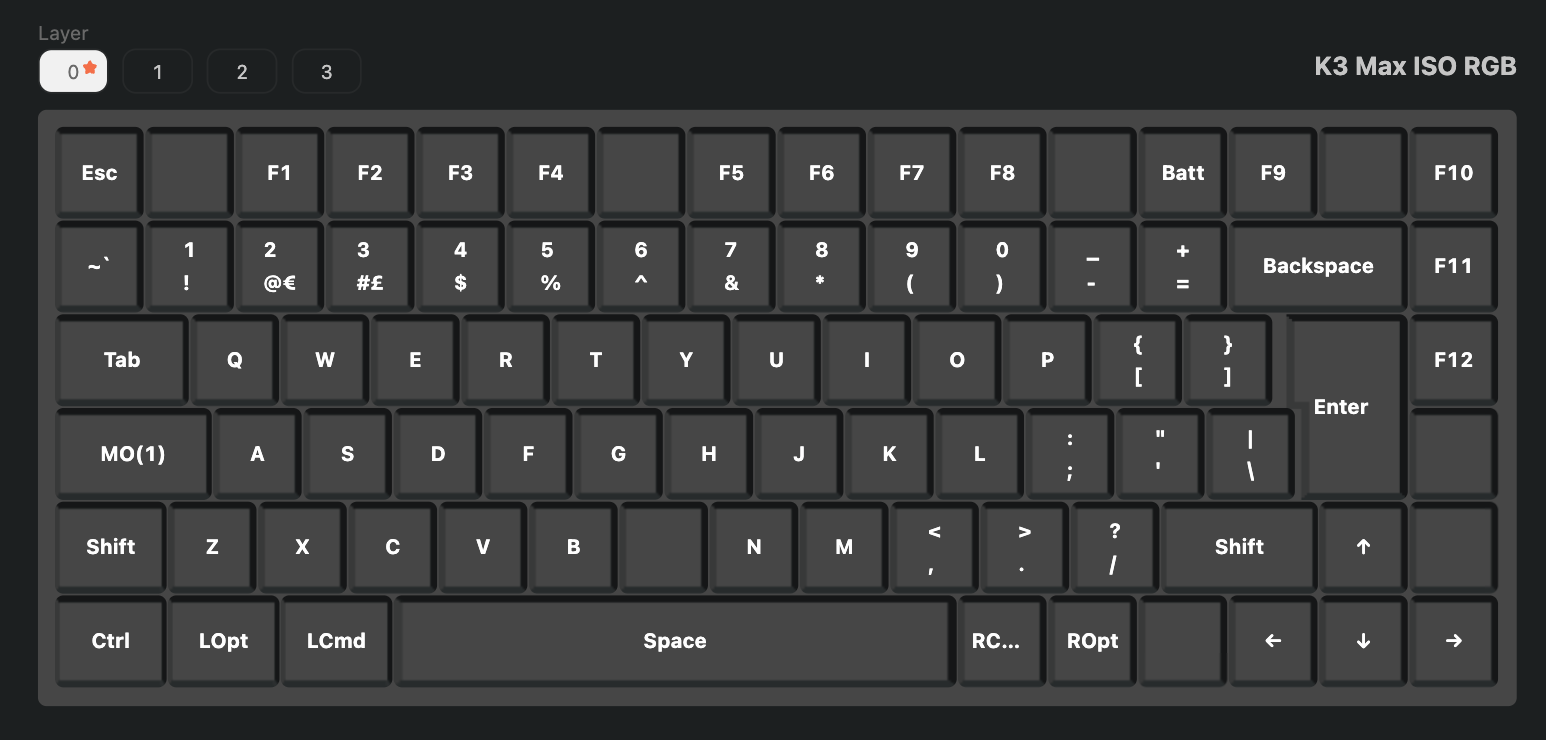 Layer
0 1 2 3
K3 Max ISO RGB
Esc F1 F2 F3 F4 F5 F6 F7 F8 Batt F9 F10
~` 1 2 3 4 5 6 7 8 9 0 _ + Backspace F11
! @€ #£ $ % ^ & * ( ) - =
Tab Q W E R T Y U I O P { } Enter F12
[ ]
MO(1) A S D F G H J K L : " |
; ' \
Shift Z X C V B N M < > ? Shift ↑
, . /
Ctrl LOpt LCmd Space RC... ROpt ← ↓ →